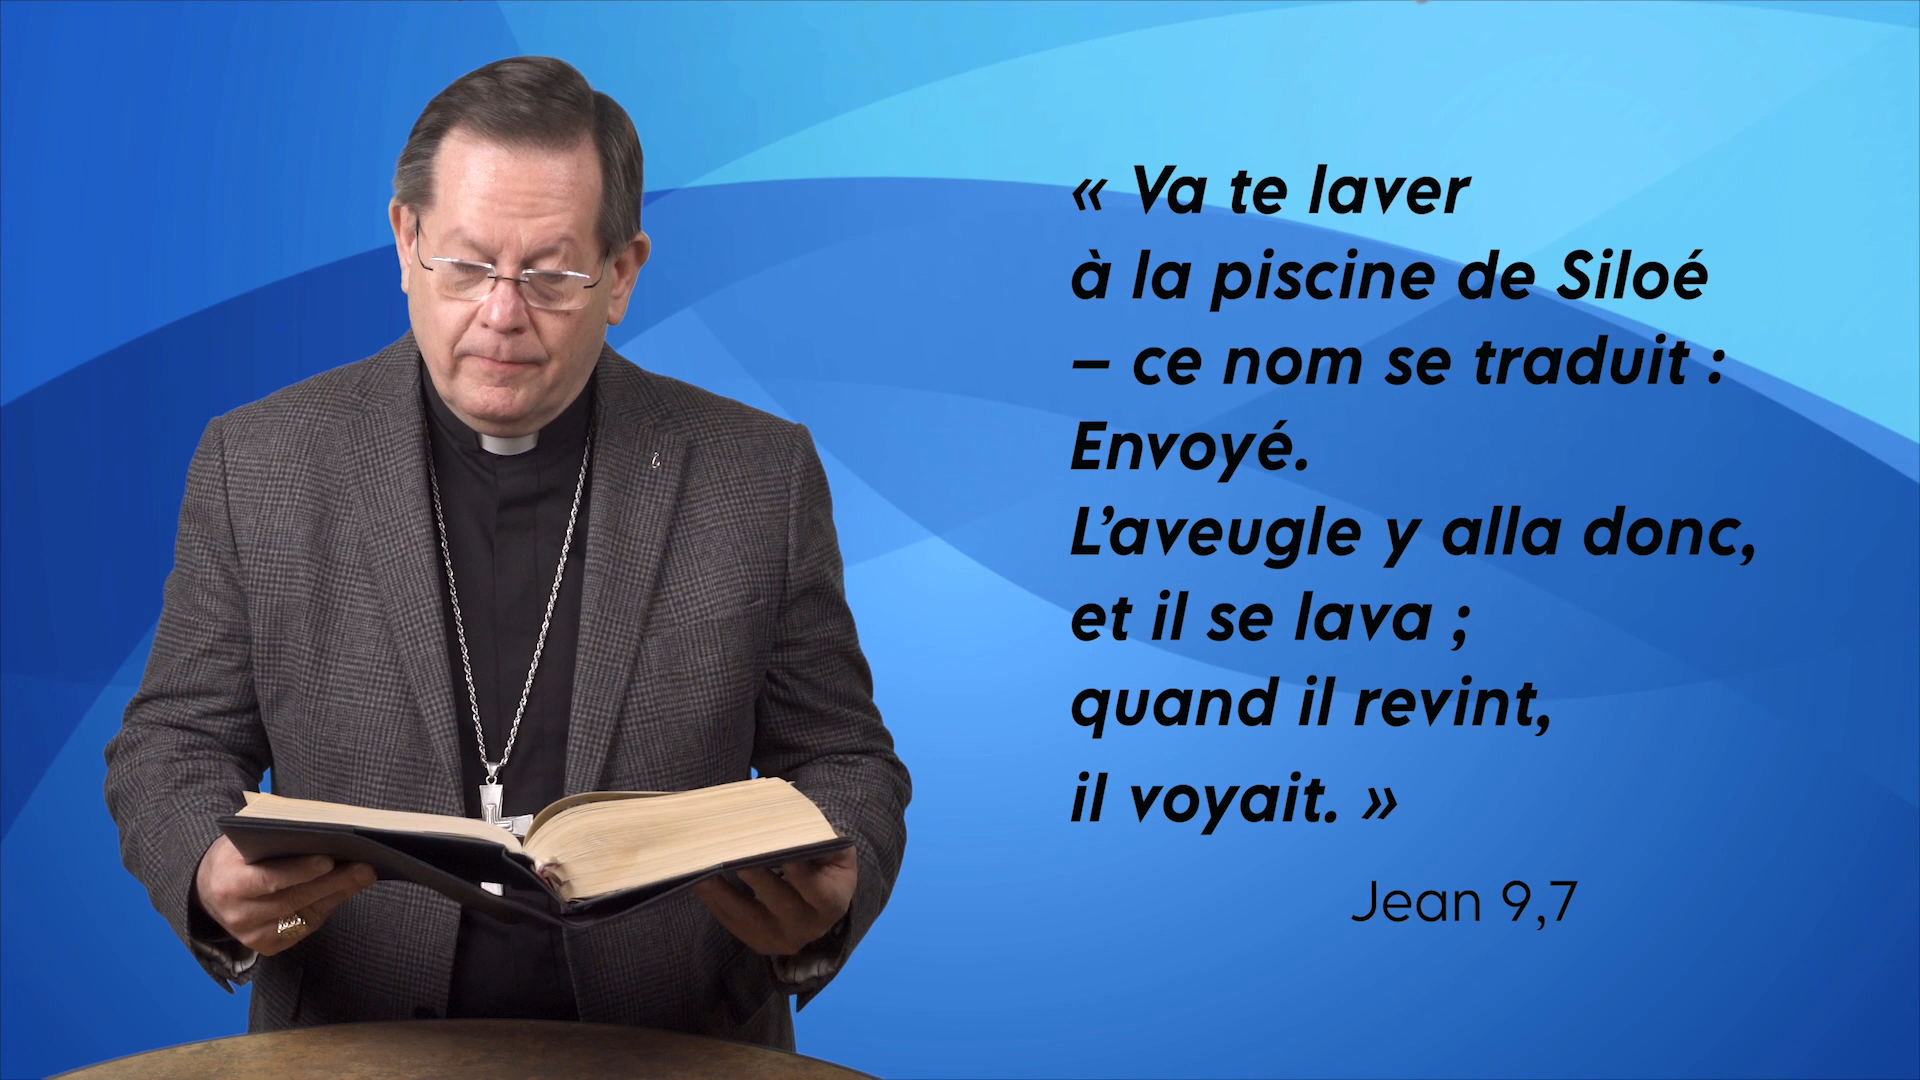 « Va te laver
à la piscine de Siloé
– ce nom se traduit :
Envoyé.
L’aveugle y alla donc,
et il se lava ;
quand il revint,
il voyait. »
Jean 9,7